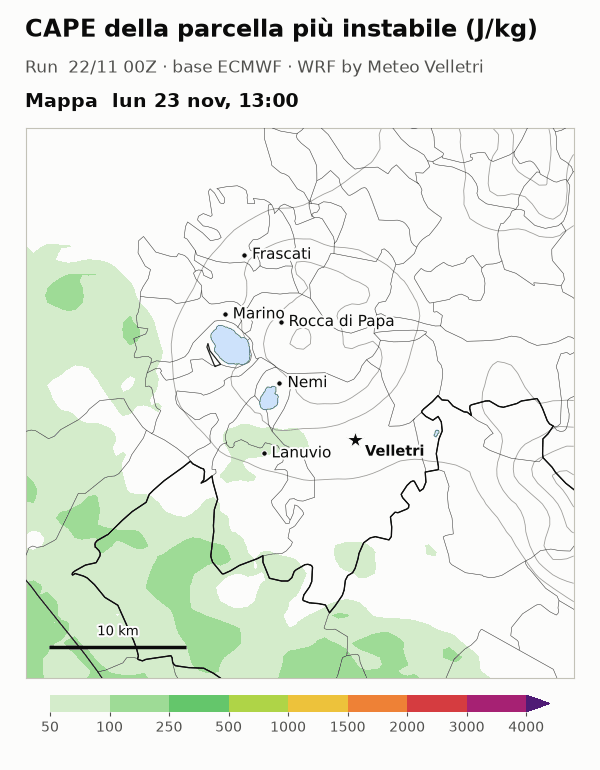 CAPE della parcella più instabile (J/kg)
Run  22/11 00Z · base ECMWF · WRF by Meteo Velletri
Mappa  lun 23 nov, 13:00
Frascati
Marino
Rocca di Papa
Nemi
Velletri
Lanuvio
10 km
50 100 250 500 1000 1500 2000 3000 4000